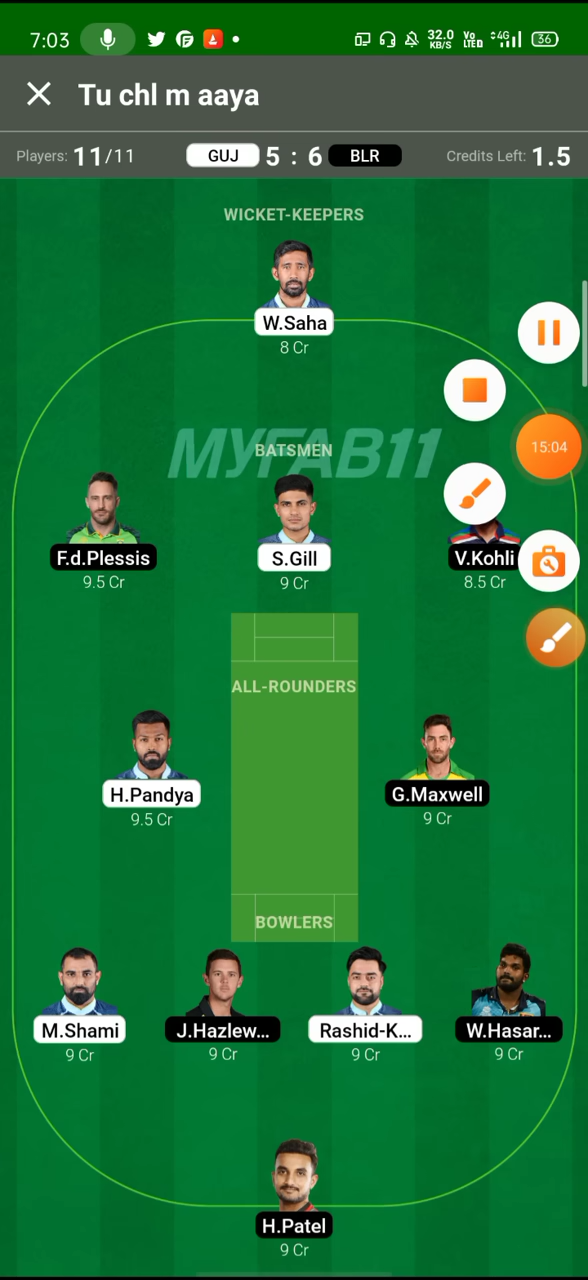 7:03
32.0
KB/S
Vo
LTED
4G
36
Tu chl m aaya
Players: 11/11
GUJ 5 : 6 BLR
Credits Left: 1.5
WICKET-KEEPERS
W.Saha
8 Cr
MYFAB11
BATSMEN
15:04
F.d.Plessis
S.Gill
V.Kohli
9.5 Cr
9 Cr
8.5 Cr
ALL-ROUNDERS
H.Pandya
G.Maxwell
9.5 Cr
9 Cr
BOWLERS
M.Shami
J.Hazlew...
Rashid-K...
W.Hasar...
9 Cr
9 Cr
9 Cr
9 Cr
H.Patel
9 Cr